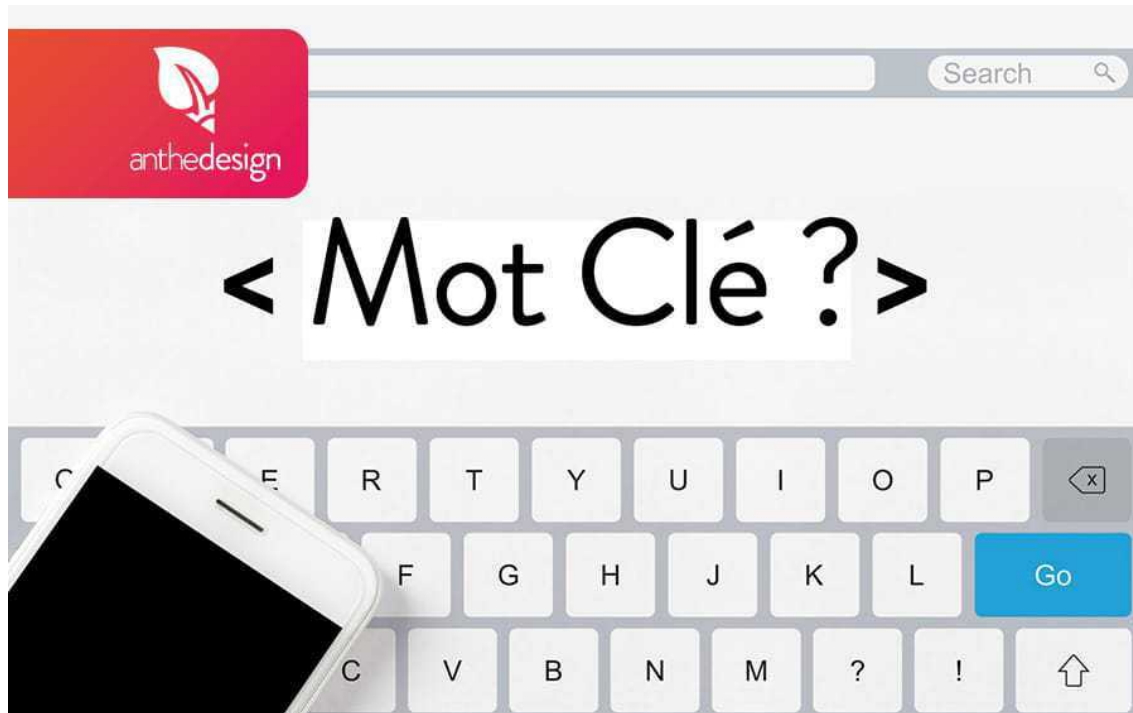 Search
anthedesign
< Mot Clé ? >
E R T Y U I O P
F G H J K L Go
C V B N M ? !